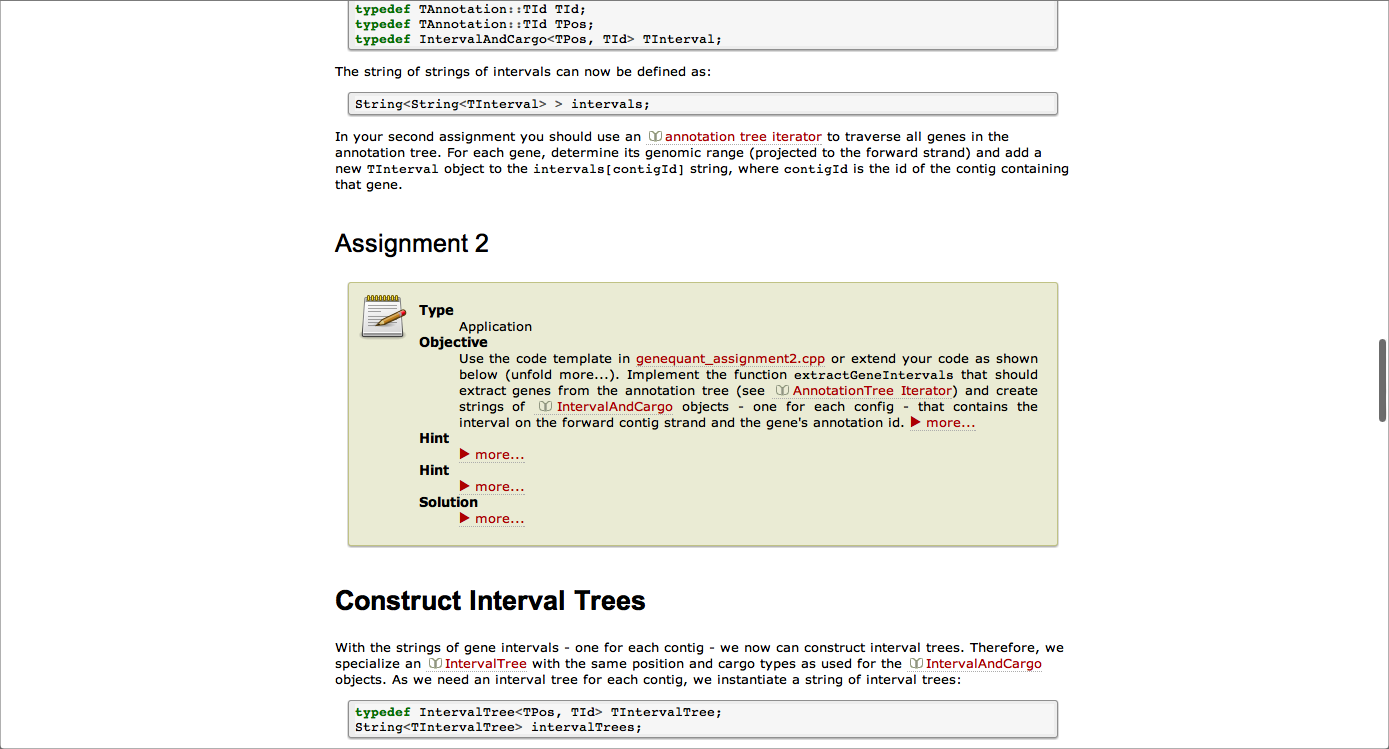 typedef TAnnotation::TId TId;
typedef TAnnotation::TId TPos;
typedef IntervalAndCargo<TPos, TId> TInterval;
The string of strings of intervals can now be defined as:
String<String<TInterval> > intervals;
In your second assignment you should use an annotation tree iterator to traverse all genes in the
annotation tree. For each gene, determine its genomic range (projected to the forward strand) and add a
new TInterval object to the intervals[contigId] string, where contigId is the id of the contig containing
that gene.
Assignment 2
Type
Application
Objective
Use the code template in genequant_assignment2.cpp or extend your code as shown
below (unfold more...). Implement the function extractGeneIntervals that should
extract genes from the annotation tree (see AnnotationTree Iterator) and create
strings of IntervalAndCargo objects - one for each config - that contains the
interval on the forward contig strand and the gene's annotation id. more...
Hint
more...
Hint
more...
Solution
more...
Construct Interval Trees
With the strings of gene intervals - one for each contig - we now can construct interval trees. Therefore, we
specialize an IntervalTree with the same position and cargo types as used for the IntervalAndCargo
objects. As we need an interval tree for each contig, we instantiate a string of interval trees:
typedef IntervalTree<TPos, TId> TIntervalTree;
String<TIntervalTree> intervalTrees;